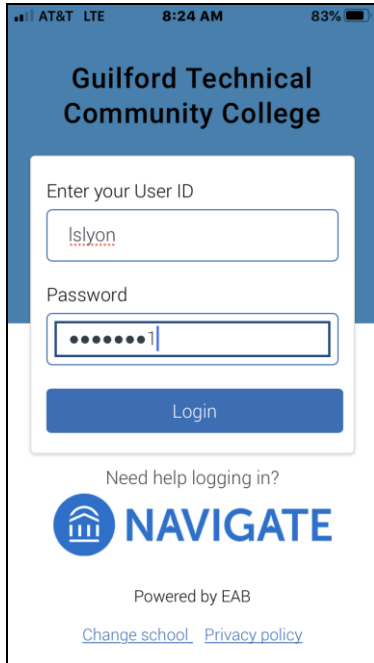 AT&T LTE 8:24 AM 83%
Guilford Technical
Community College
Enter your User ID
lslyon
Password
●●●●●●●1
Login
Need help logging in?
NAVIGATE
Powered by EAB
Change school Privacy policy